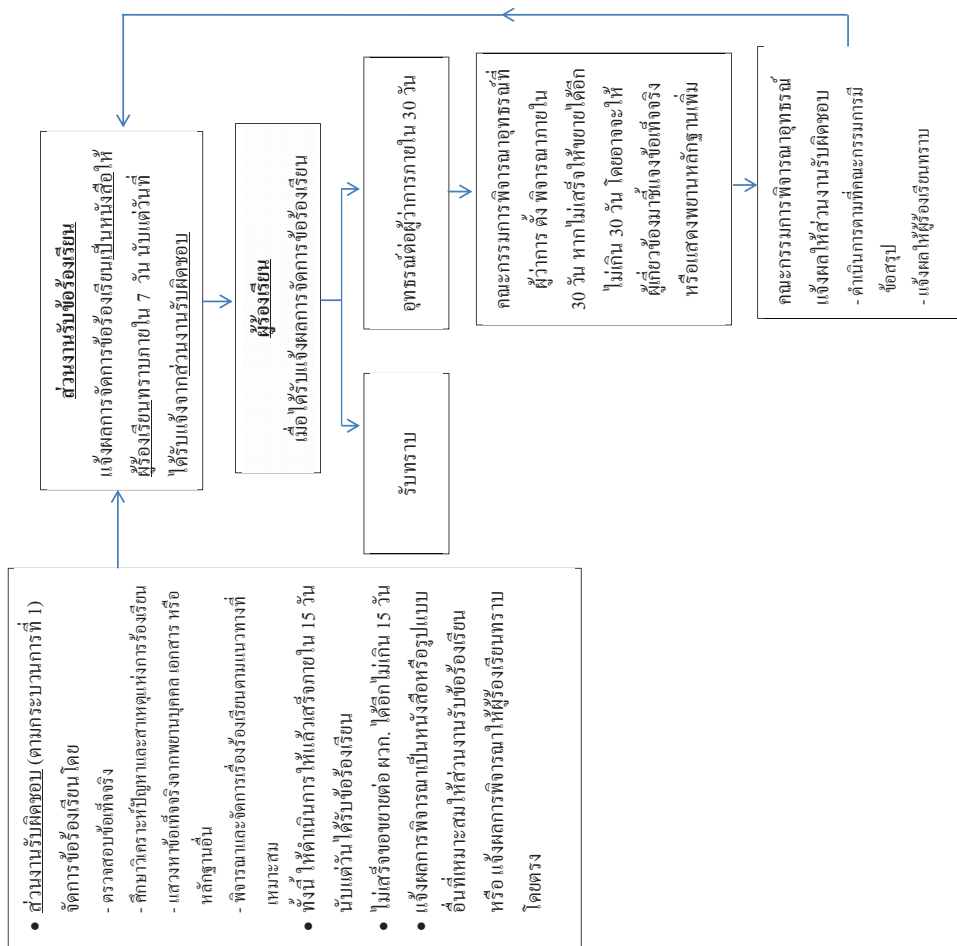 ● ส่วนงานรับผิดชอบ (ตามกระบวนการที่ 1)
จัดการข้อร้องเรียนโดย
- ตรวจสอบข้อเท็จจริง
- ศึกษาวิเคราะห์ปัญหาและสาเหตุแห่งการร้องเรียน
- แสวงหาข้อเท็จจริงจากพยานบุคคล เอกสาร หรือ
หลักฐานอื่น
- พิจารณาและจัดการเรื่องร้องเรียนตามแนวทางที่
เหมาะสม
● ทั้งนี้ ให้ดำเนินการให้แล้วเสร็จภายใน 15 วัน
นับแต่วันได้รับข้อร้องเรียน
● ไม่เสร็จขอขยายต่อ ผวก. ได้อีกไม่เกิน 15 วัน
● แจ้งผลการพิจารณาเป็นหนังสือหรือรูปแบบ
อื่นที่เหมาะสมให้ส่วนงานรับข้อร้องเรียน
หรือ แจ้งผลการพิจารณาให้ผู้ร้องเรียนทราบ
โดยตรง
ส่วนงานรับข้อร้องเรียน
แจ้งผลการจัดการข้อร้องเรียนเป็นหนังสือให้
ผู้ร้องเรียนทราบภายใน 7 วัน นับแต่วันที่
ได้รับแจ้งจากส่วนงานรับผิดชอบ
ผู้ร้องเรียน
เมื่อได้รับแจ้งผลการจัดการข้อร้องเรียน
รับทราบ
อุทธรณ์ต่อผู้ว่าการภายใน 30 วัน
คณะกรรมการพิจารณาอุทธรณ์ที่
ผู้ว่าการ ตั้ง พิจารณาภายใน
30 วัน หากไม่เสร็จให้ขยายได้อีก
ไม่เกิน 30 วัน โดยอาจจะให้
ผู้เกี่ยวข้องมาชี้แจงข้อเท็จจริง
หรือแสดงพยานหลักฐานเพิ่ม
คณะกรรมการพิจารณาอุทธรณ์
แจ้งผลให้ส่วนงานรับผิดชอบ
- ดำเนินการตามที่คณะกรรมการมี
ข้อสรุป
- แจ้งผลให้ผู้ร้องเรียนทราบ